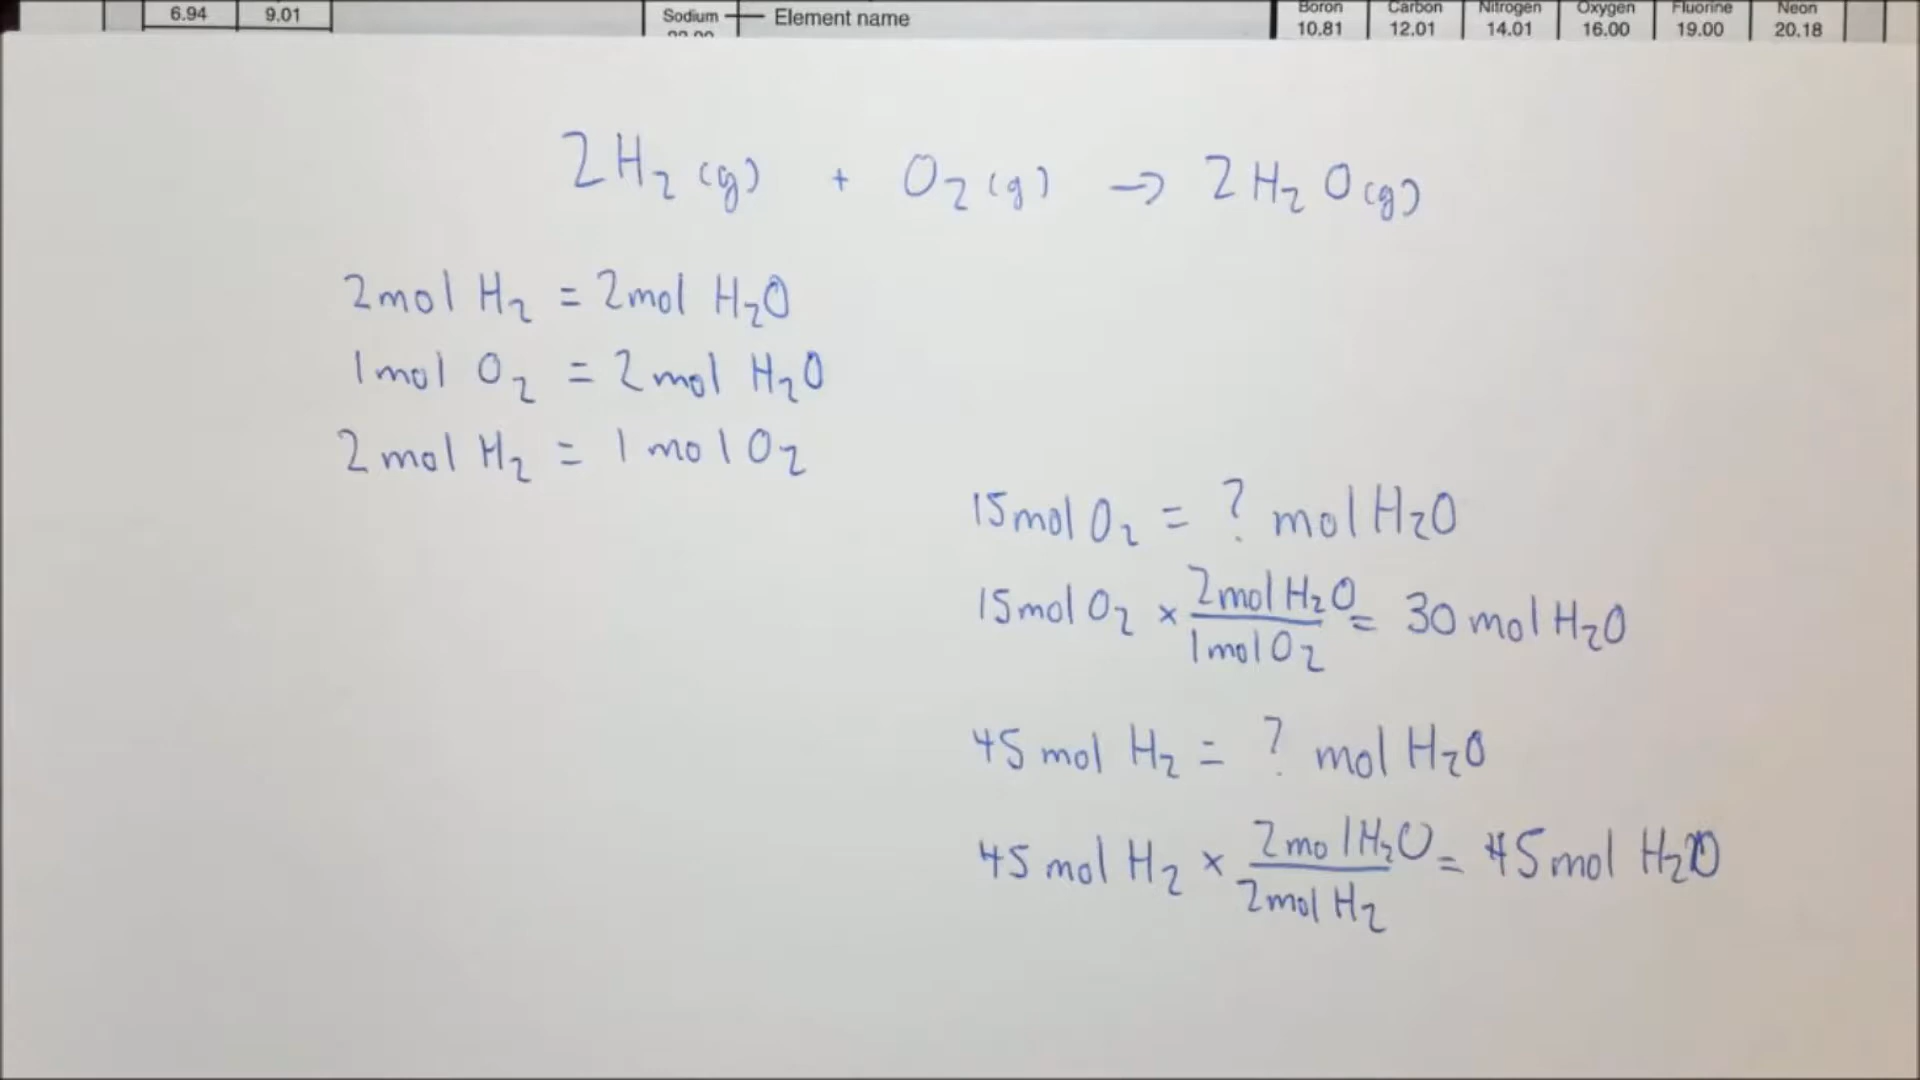 6.94 9.01 Sodium Element name Boron Carbon Nitrogen Oxygen Fluorine Neon
10.81 12.01 14.01 16.00 19.00 20.18
2H₂(g) + O₂(g) → 2H₂O(g)
2mol H₂ = 2mol H₂O
1mol O₂ = 2mol H₂O
2mol H₂ = 1mol O₂
15mol O₂ = ? mol H₂O
15mol O₂ × 2mol H₂O / 1mol O₂ = 30 mol H₂O
45 mol H₂ = ? mol H₂O
45 mol H₂ × 2mol H₂O / 2mol H₂ = 45mol H₂O